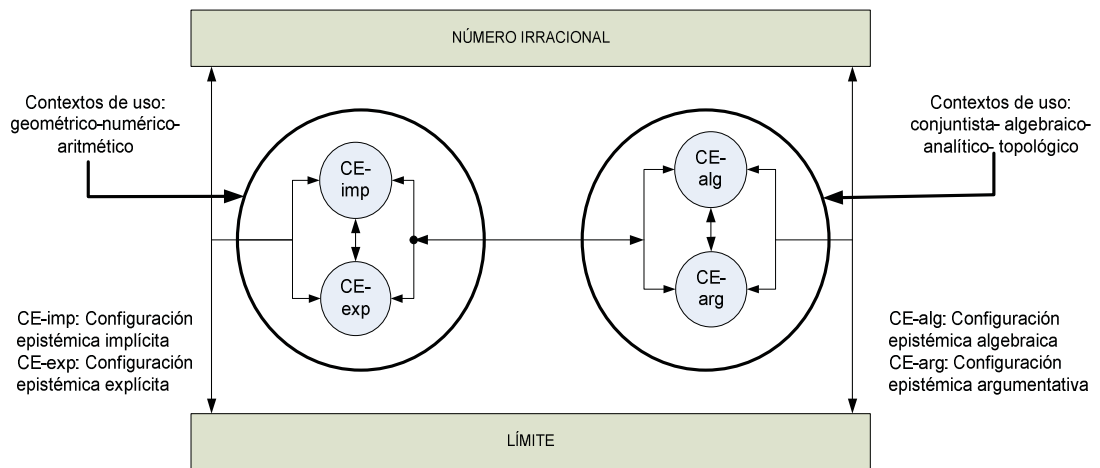 NÚMERO IRRACIONAL
Contextos de uso:
geométrico-numérico-
aritmético
Contextos de uso:
conjuntista- algebraico-
analítico- topológico
CE-
imp
CE-
exp
CE-
alg
CE-
arg
CE-imp: Configuración
epistémica implícita
CE-exp: Configuración
epistémica explícita
CE-alg: Configuración
epistémica algebraica
CE-arg: Configuración
epistémica argumentativa
LÍMITE